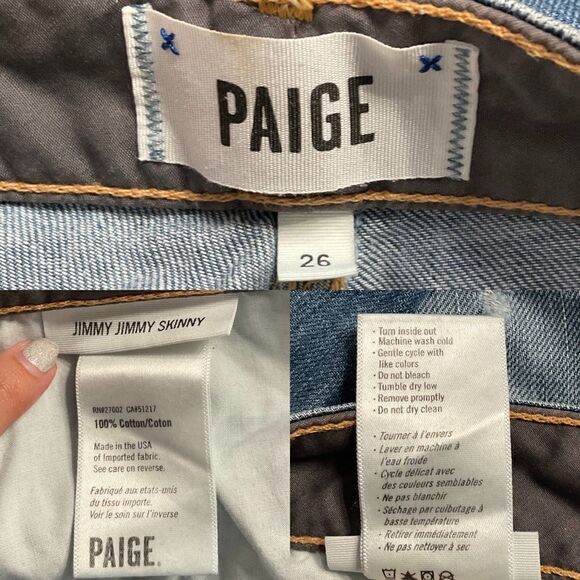 PAIGE
26
JIMMY JIMMY SKINNY
RN#27002 CA#51217
100% Cotton/Coton
Made in the USA
of Imported fabric.
See care on reverse.
Fabriqué aux etats-unis
du tissu importe.
Voir le soin sur l'inverse
PAIGE.
· Turn inside out
· Machine wash cold
· Gentle cycle with
like colors
· Do not bleach
· Tumble dry low
· Remove promptly
· Do not dry clean
· Tourner à l'envers
· Laver en machine à
l'eau froide
· Cycle délicat avec
des couleurs semblables
· Ne pas blanchir
· Séchage par culbutage à
basse température
· Retirer immédiatement
· Ne pas nettoyer à sec